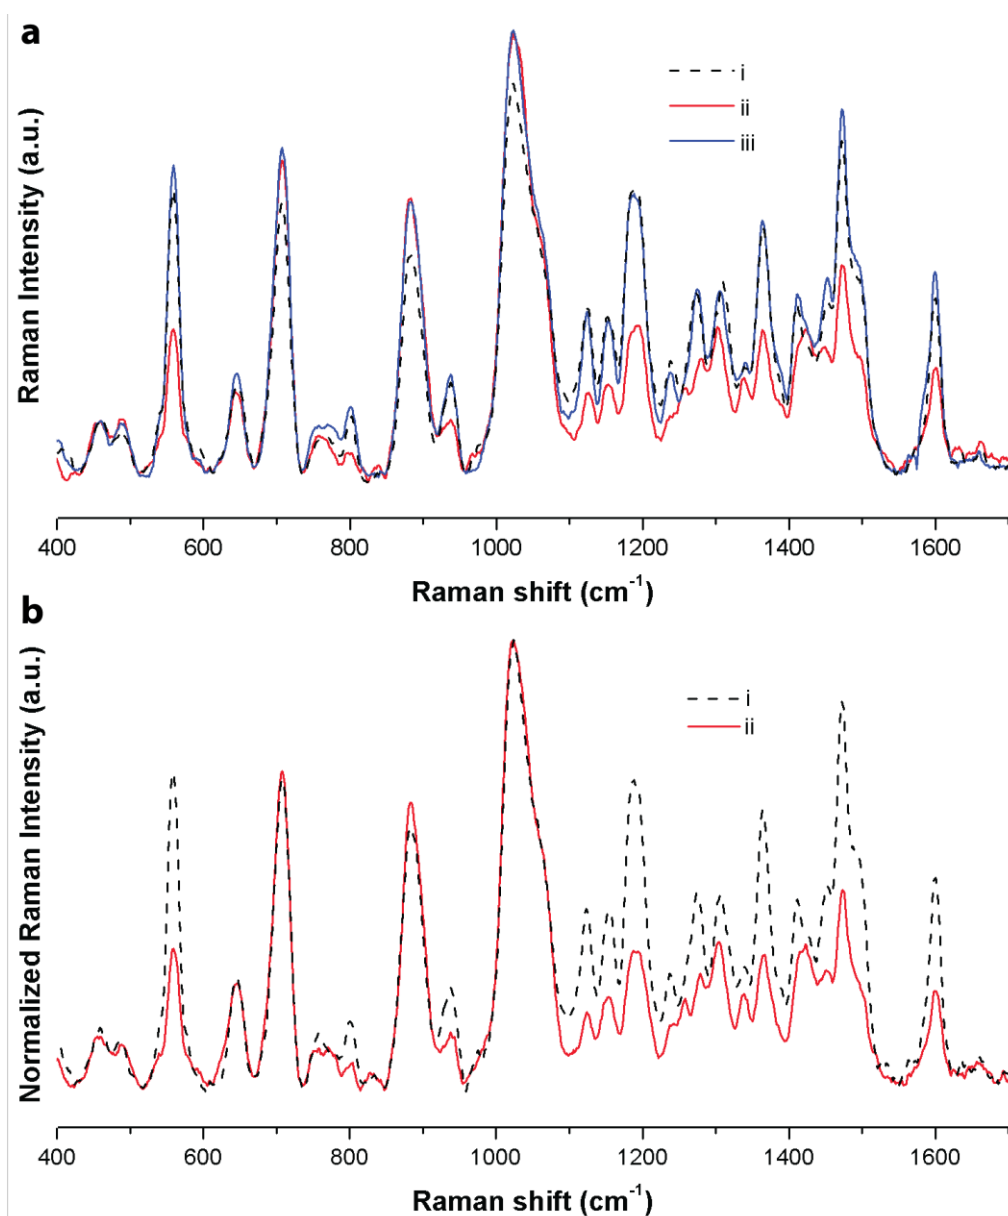 a
i
ii
iii
Raman Intensity (a.u.)
400 600 800 1000 1200 1400 1600
Raman shift (cm⁻¹)
b
i
ii
Normalized Raman Intensity (a.u.)
400 600 800 1000 1200 1400 1600
Raman shift (cm⁻¹)